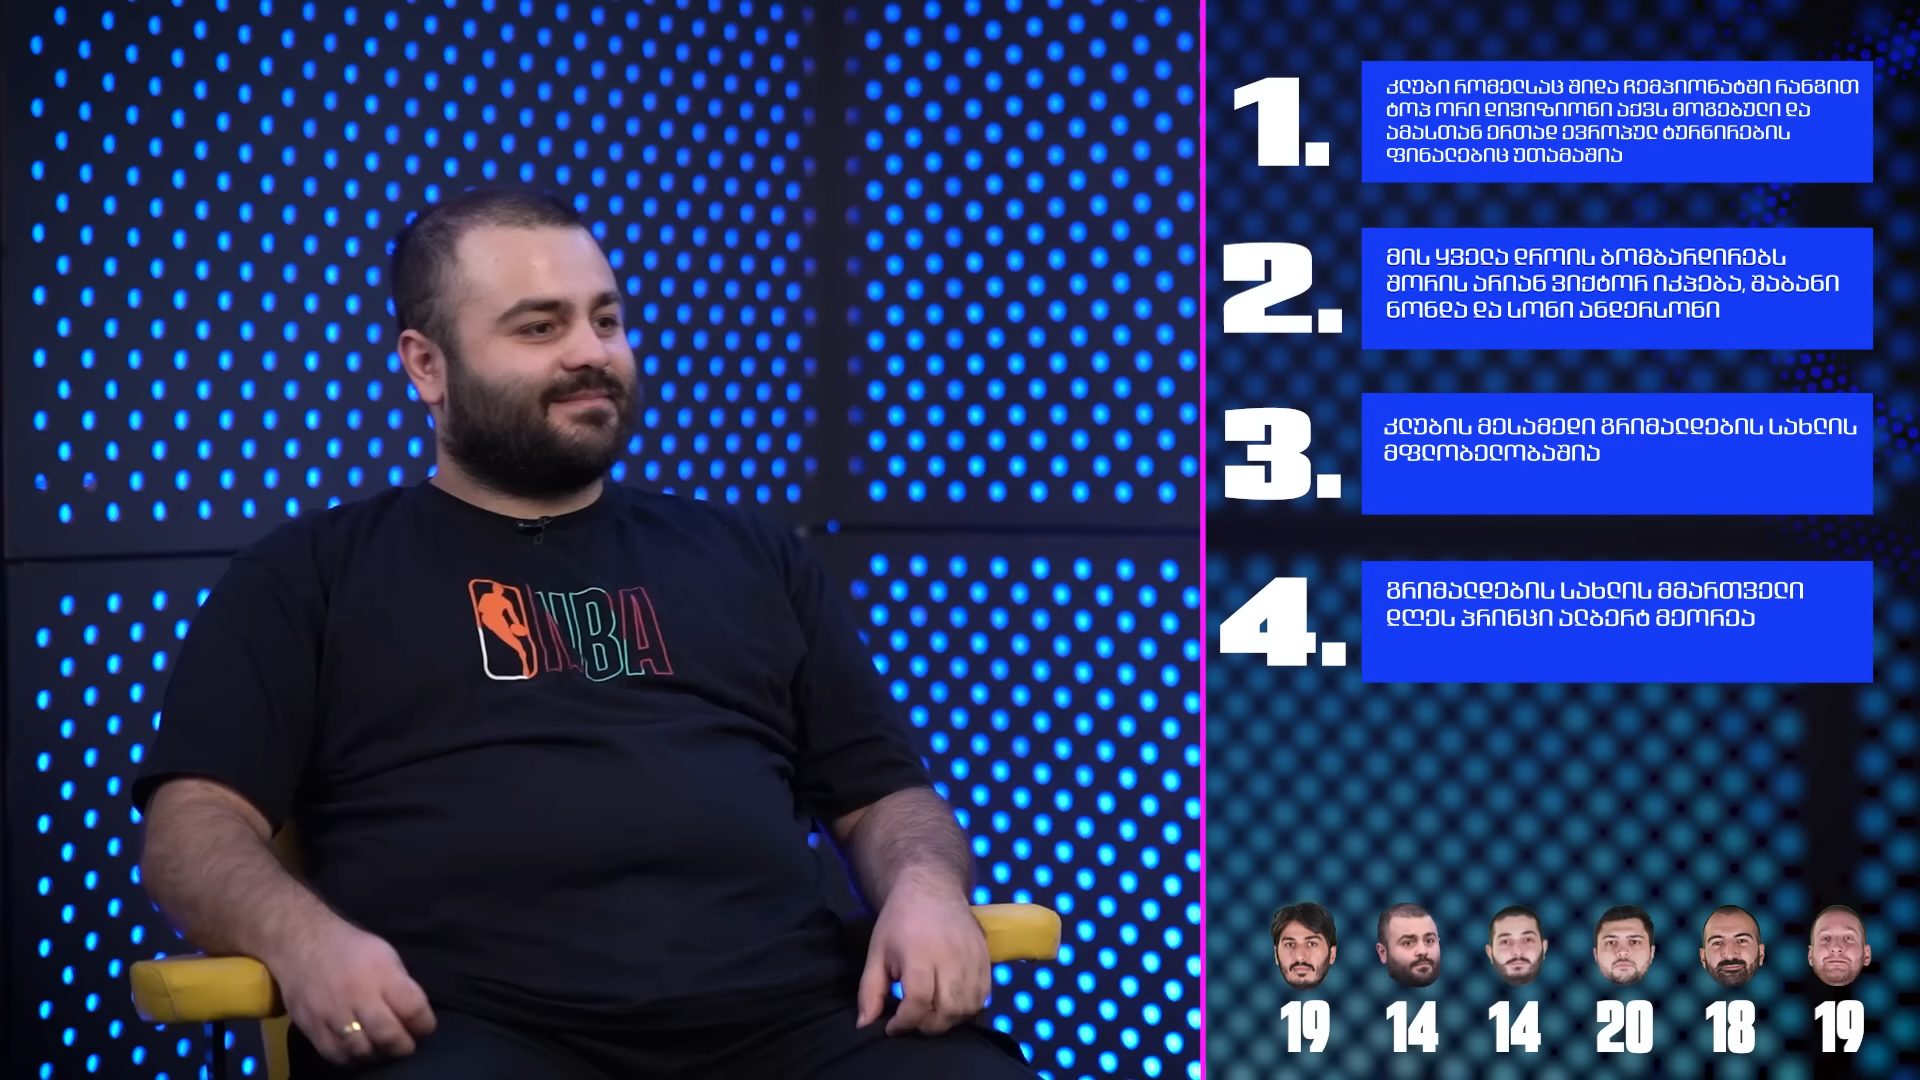 1.
კლუბი რომელსაც შიდა ჩემპიონატში რანგით
ტოპ ორი დივიზიონი აქვს მოგებული და
ამასთან ერთად ევროპულ ტურნირების
ფინალებიც უთამაშია
2.
მის ყველა დროის ბომბარდირებს
შორის არიან ვიქტორ იკპება, შაბანი
ნონდა და სონი ანდერსონი
3.
კლუბის მესამედი გრიმალდების სახლის
მფლობელობაშია
4.
გრიმალდების სახლის მმართველი
დღეს პრინცი ალბერტ მეორეა
NBA
19 14 14 20 18 19